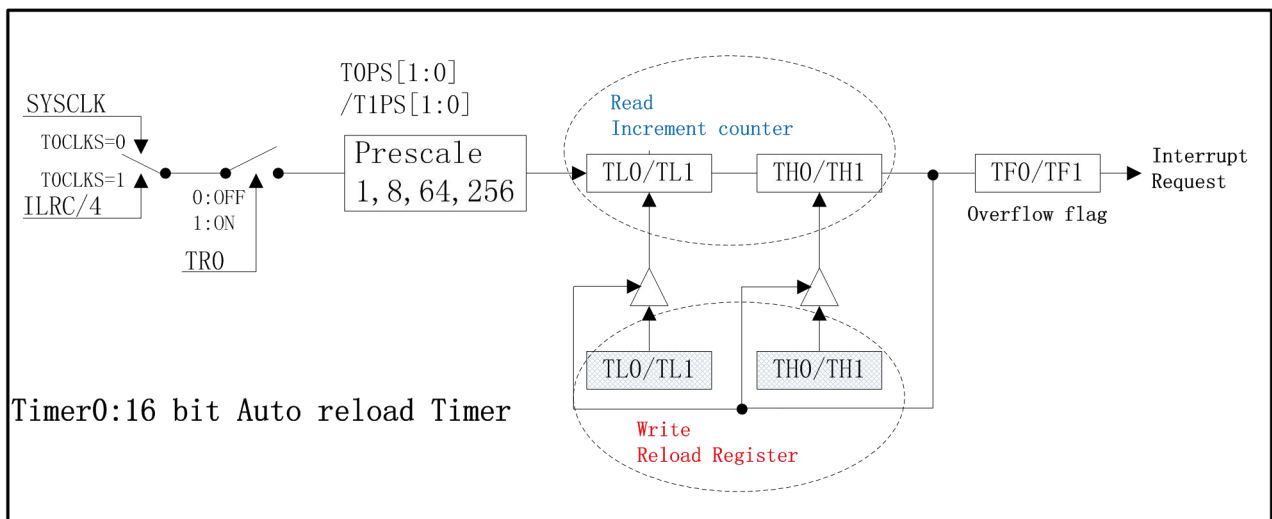 T0PS[1:0]
/T1PS[1:0]
SYSCLK
T0CLKS=0
T0CLKS=1
ILRC/4
0:OFF
1:ON
TR0
Prescale
1,8,64,256
Read
Increment counter
TL0/TL1
TH0/TH1
TF0/TF1
Overflow flag
Interrupt
Request
TL0/TL1
TH0/TH1
Write
Reload Register
Timer0:16 bit Auto reload Timer